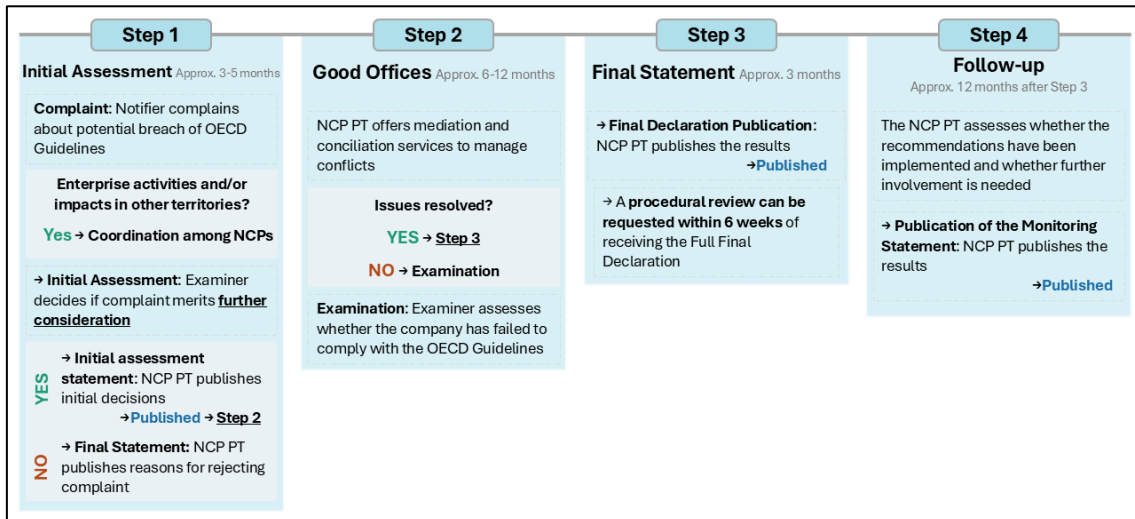 Step 1
Initial Assessment Approx. 3-5 months
Complaint: Notifier complains
about potential breach of OECD
Guidelines
Enterprise activities and/or
impacts in other territories?
Yes → Coordination among NCPs
→ Initial Assessment: Examiner
decides if complaint merits further
consideration
YES
→ Initial assessment
statement: NCP PT publishes
initial decisions
→Published → Step 2
NO
→ Final Statement: NCP PT
publishes reasons for rejecting
complaint
Step 2
Good Offices Approx. 6-12 months
NCP PT offers mediation and
conciliation services to manage
conflicts
Issues resolved?
YES → Step 3
NO → Examination
Examination: Examiner assesses
whether the company has failed to
comply with the OECD Guidelines
Step 3
Final Statement Approx. 3 months
→ Final Declaration Publication:
NCP PT publishes the results
→Published
→ A procedural review can be
requested within 6 weeks of
receiving the Full Final
Declaration
Step 4
Follow-up
Approx. 12 months after Step 3
The NCP PT assesses whether the
recommendations have been
implemented and whether further
involvement is needed
→ Publication of the Monitoring
Statement: NCP PT publishes the
results
→Published